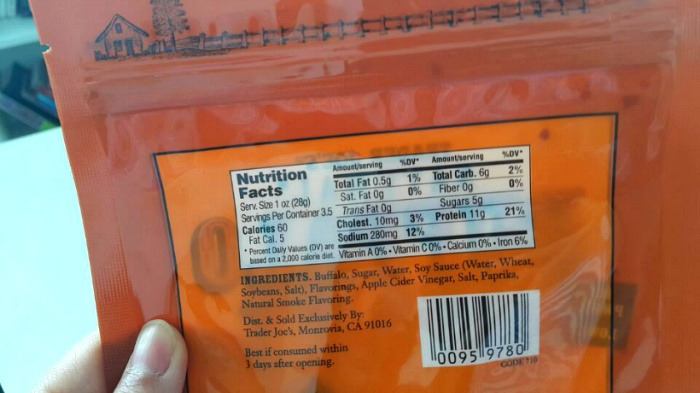 Nutrition
Facts
Serv. Size 1 oz (28g)
Servings Per Container 3.5
Calories 60
Fat Cal. 5
* Percent Daily Values (DV) are
based on a 2,000 calorie diet.
Amount/serving %DV* Amount/serving %DV*
Total Fat 0.5g 1% Total Carb. 6g 2%
Sat. Fat 0g 0% Fiber 0g 0%
Trans Fat 0g Sugars 5g
Cholest. 10mg 3% Protein 11g 21%
Sodium 280mg 12%
Vitamin A 0% • Vitamin C 0% • Calcium 0% • Iron 6%
INGREDIENTS. Buffalo, Sugar, Water, Soy Sauce (Water, Wheat,
Soybeans, Salt), Flavorings, Apple Cider Vinegar, Salt, Paprika,
Natural Smoke Flavoring.
Dist. & Sold Exclusively By:
Trader Joe's, Monrovia, CA 91016
Best if consumed within
3 days after opening.
0095 9780